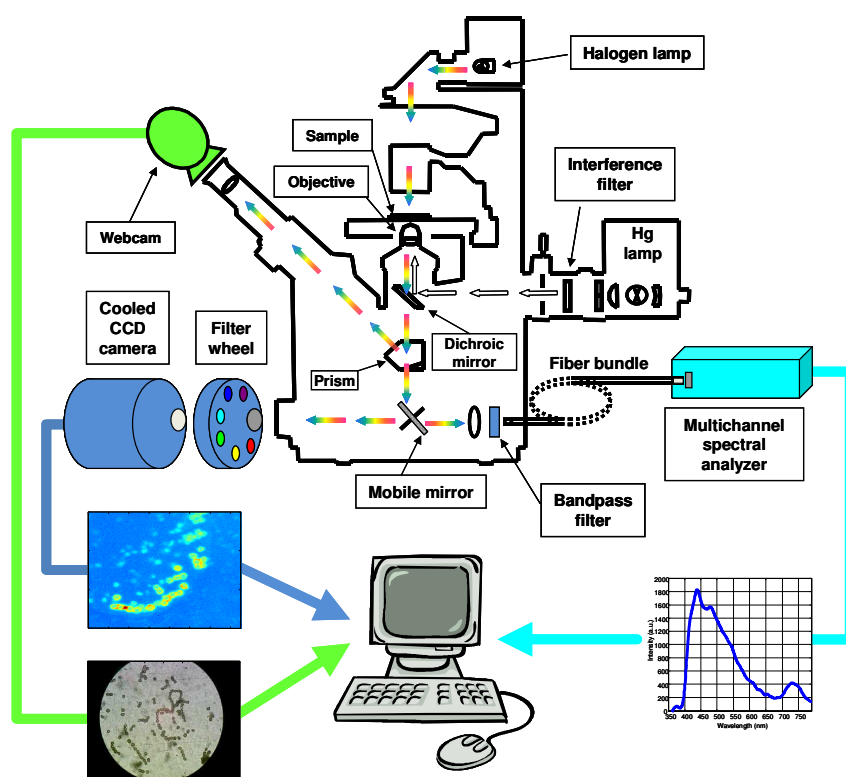 Halogen lamp
Sample
Objective
Interference
filter
Webcam
Hg
lamp
Cooled
CCD
camera
Filter
wheel
Dichroic
mirror
Prism
Fiber bundle
Multichannel
spectral
analyzer
Mobile mirror
Bandpass
filter
Intensity (a.u.)
2000
1800
1600
1400
1200
1000
800
600
400
200
0
350 400 450 500 550 600 650 700 750
Wavelength (nm)